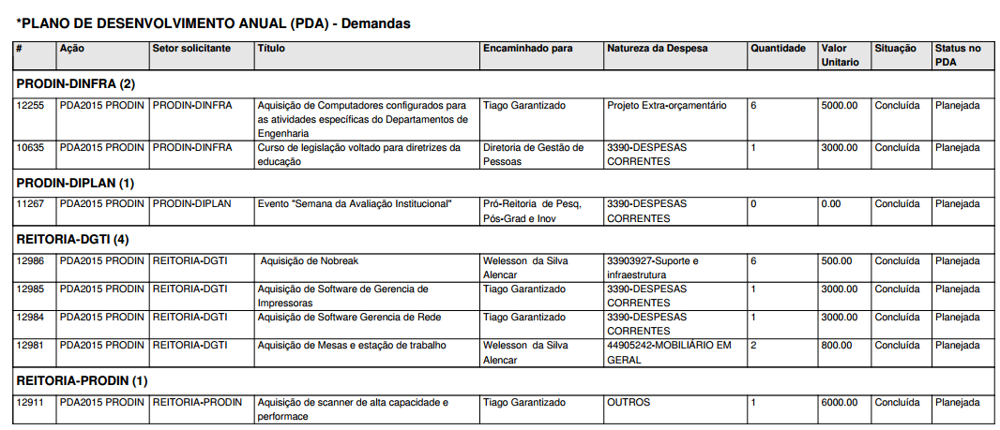 *PLANO DE DESENVOLVIMENTO ANUAL (PDA) - Demandas
# Ação Setor solicitante Título Encaminhado para Natureza da Despesa Quantidade Valor Unitario Situação Status no PDA
PRODIN-DINFRA (2)
12255 PDA2015 PRODIN PRODIN-DINFRA Aquisição de Computadores configurados para as atividades específicas do Departamentos de Engenharia Tiago Garantizado Projeto Extra-orçamentário 6 5000.00 Concluída Planejada
10635 PDA2015 PRODIN PRODIN-DINFRA Curso de legislação voltado para diretrizes da educação Diretoria de Gestão de Pessoas 3390-DESPESAS CORRENTES 1 3000.00 Concluída Planejada
PRODIN-DIPLAN (1)
11267 PDA2015 PRODIN PRODIN-DIPLAN Evento "Semana da Avaliação Institucional" Pró-Reitoria de Pesq, Pós-Grad e Inov 3390-DESPESAS CORRENTES 0 0.00 Concluída Planejada
REITORIA-DGTI (4)
12986 PDA2015 PRODIN REITORIA-DGTI Aquisição de Nobreak Welesson da Silva Alencar 33903927-Suporte e infraestrutura 6 500.00 Concluída Planejada
12985 PDA2015 PRODIN REITORIA-DGTI Aquisição de Software de Gerencia de Impressoras Tiago Garantizado 3390-DESPESAS CORRENTES 1 3000.00 Concluída Planejada
12984 PDA2015 PRODIN REITORIA-DGTI Aquisição de Software Gerencia de Rede Tiago Garantizado 3390-DESPESAS CORRENTES 1 3000.00 Concluída Planejada
12981 PDA2015 PRODIN REITORIA-DGTI Aquisição de Mesas e estação de trabalho Welesson da Silva Alencar 44905242-MOBILIÁRIO EM GERAL 2 800.00 Concluída Planejada
REITORIA-PRODIN (1)
12911 PDA2015 PRODIN REITORIA-PRODIN Aquisição de scanner de alta capacidade e performace Tiago Garantizado OUTROS 1 6000.00 Concluída Planejada